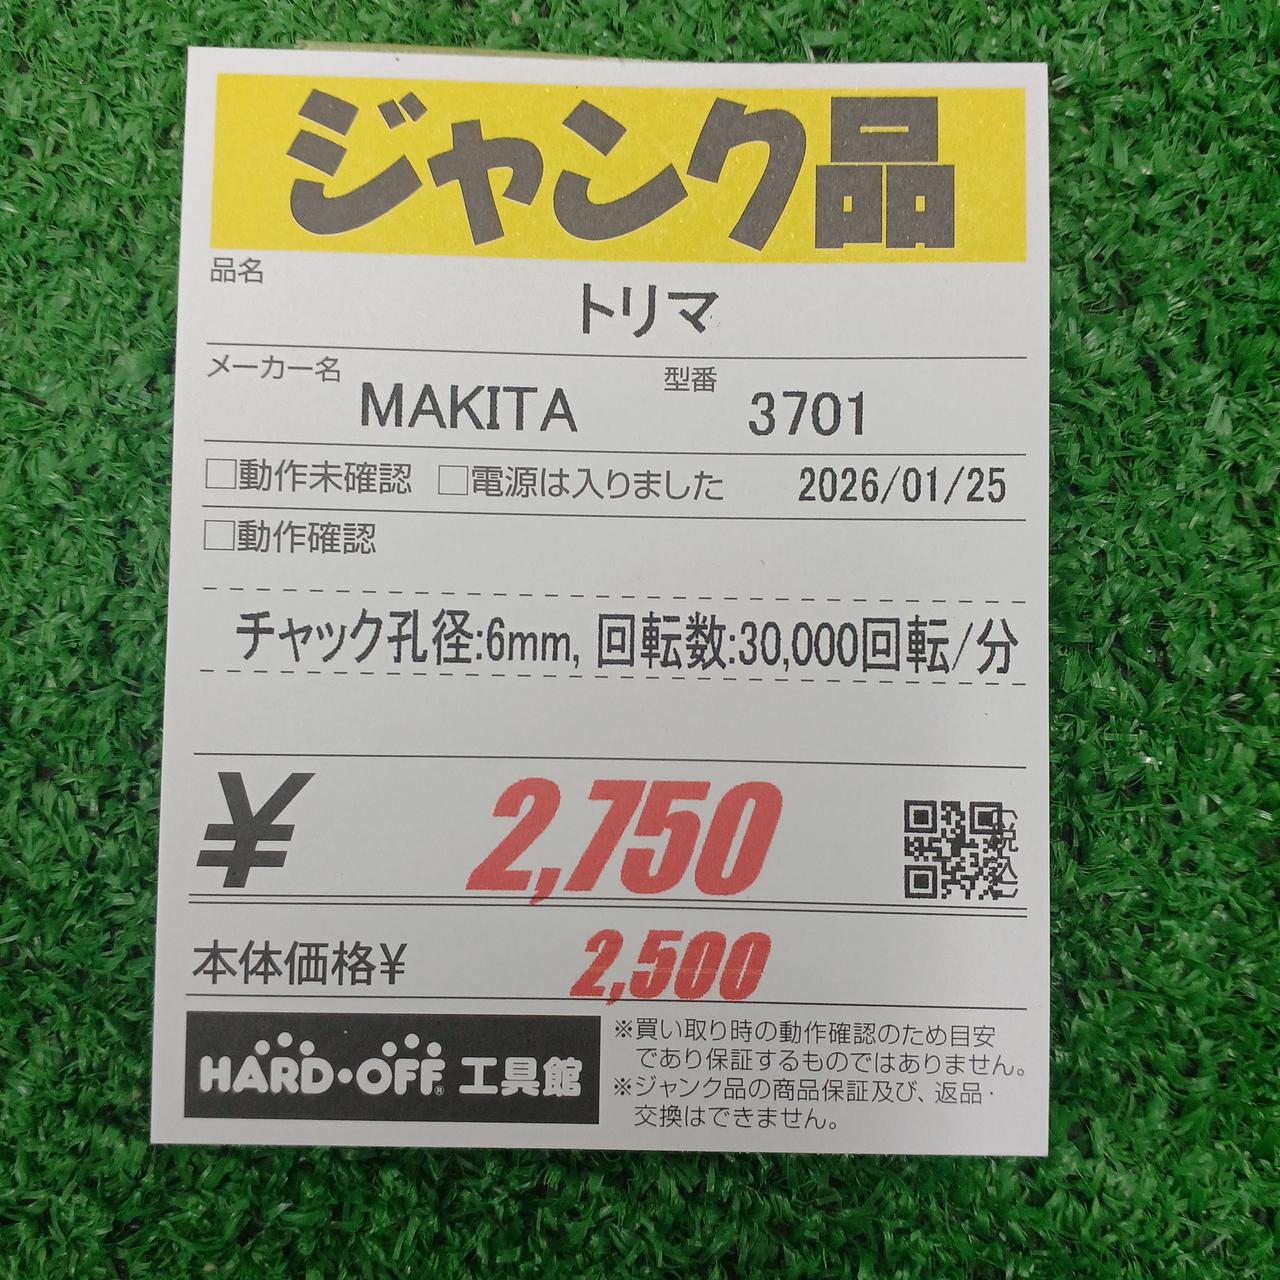 ジャンク品
品名
トリマ
メーカー名 MAKITA 型番 3701
□動作未確認 □電源は入りました 2026/01/25
□動作確認
チャック孔径:6mm, 回転数:30,000回転/分
¥ 2,750 (税込)
本体価格¥ 2,500
HARD・OFF® 工具館
※買い取り時の動作確認のため目安
であり保証するものではありません。
※ジャンク品の商品保証及び、返品・
交換はできません。